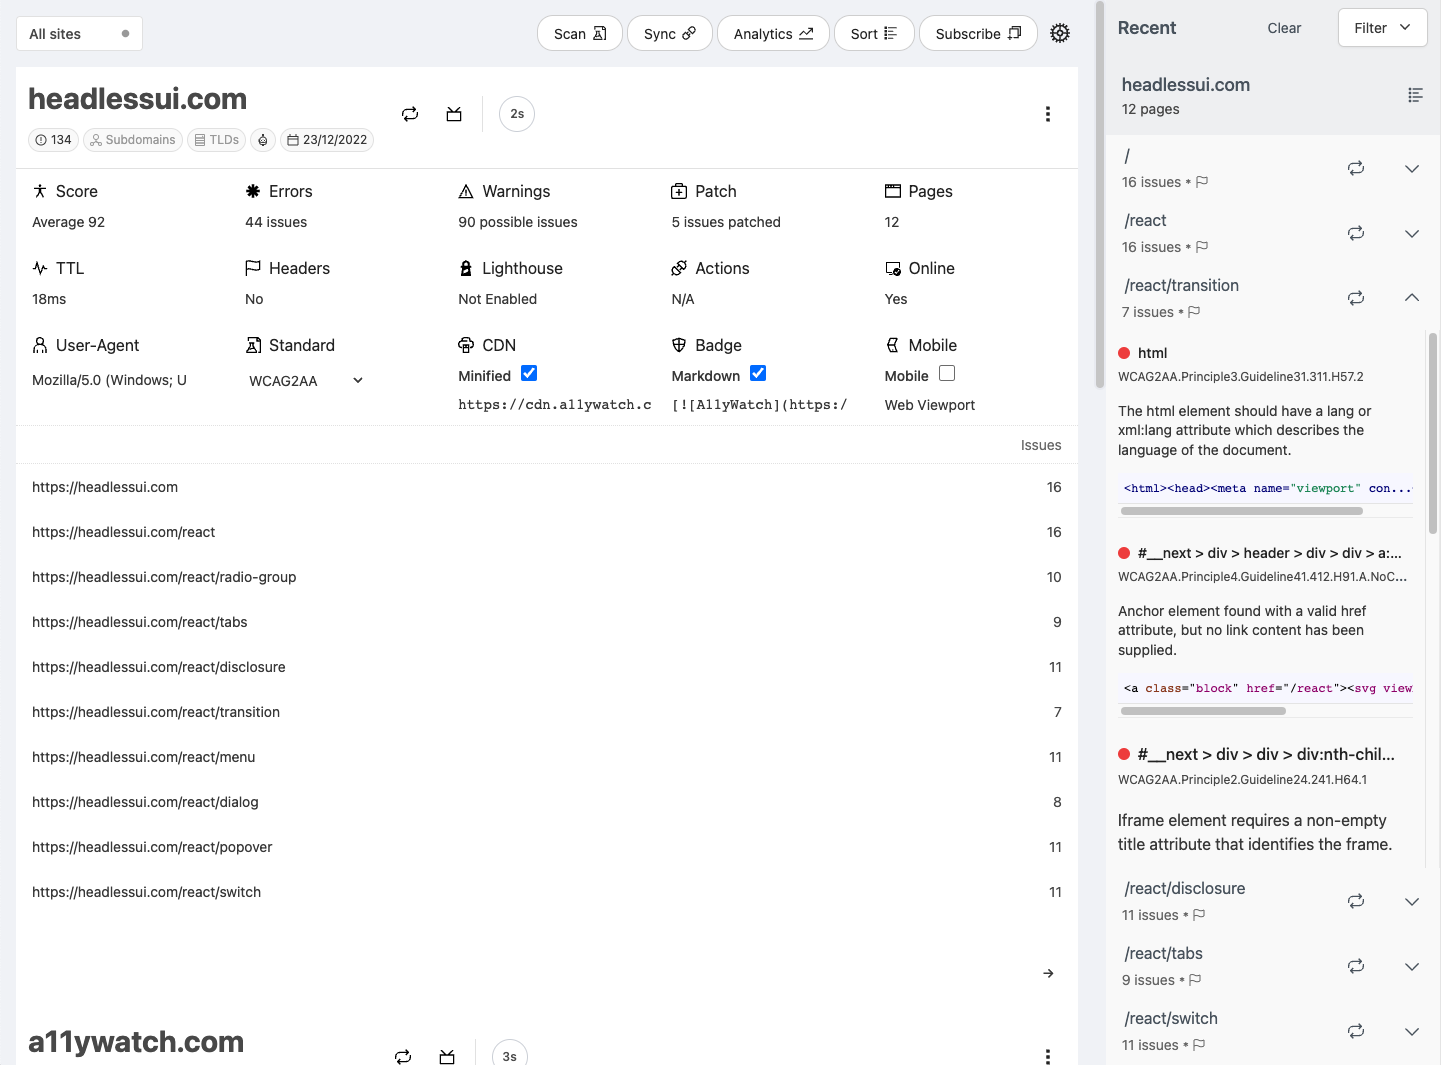 All sites
Scan
Sync
Analytics
Sort
Subscribe
headlessui.com
2s
134
Subdomains
TLDs
23/12/2022
Score
Average 92
Errors
44 issues
Warnings
90 possible issues
Patch
5 issues patched
Pages
12
TTL
18ms
Headers
No
Lighthouse
Not Enabled
Actions
N/A
Online
Yes
User-Agent
Mozilla/5.0 (Windows; U
Standard
WCAG2AA
CDN
Minified
https://cdn.a11ywatch.c
Badge
Markdown
[![A11yWatch](https:/
Mobile
Mobile
Web Viewport
Issues
https://headlessui.com 16
https://headlessui.com/react 16
https://headlessui.com/react/radio-group 10
https://headlessui.com/react/tabs 9
https://headlessui.com/react/disclosure 11
https://headlessui.com/react/transition 7
https://headlessui.com/react/menu 11
https://headlessui.com/react/dialog 8
https://headlessui.com/react/popover 11
https://headlessui.com/react/switch 11
a11ywatch.com
3s
Recent
Clear
Filter
headlessui.com
12 pages
/
16 issues •
/react
16 issues •
/react/transition
7 issues •
html
WCAG2AA.Principle3.Guideline31.311.H57.2
The html element should have a lang or
xml:lang attribute which describes the
language of the document.
<html><head><meta name="viewport" con...
#__next > div > header > div > div > a:...
WCAG2AA.Principle4.Guideline41.412.H91.A.NoC...
Anchor element found with a valid href
attribute, but no link content has been
supplied.
<a class="block" href="/react"><svg view
#__next > div > div > div:nth-chil...
WCAG2AA.Principle2.Guideline24.241.H64.1
Iframe element requires a non-empty
title attribute that identifies the frame.
/react/disclosure
11 issues •
/react/tabs
9 issues •
/react/switch
11 issues •